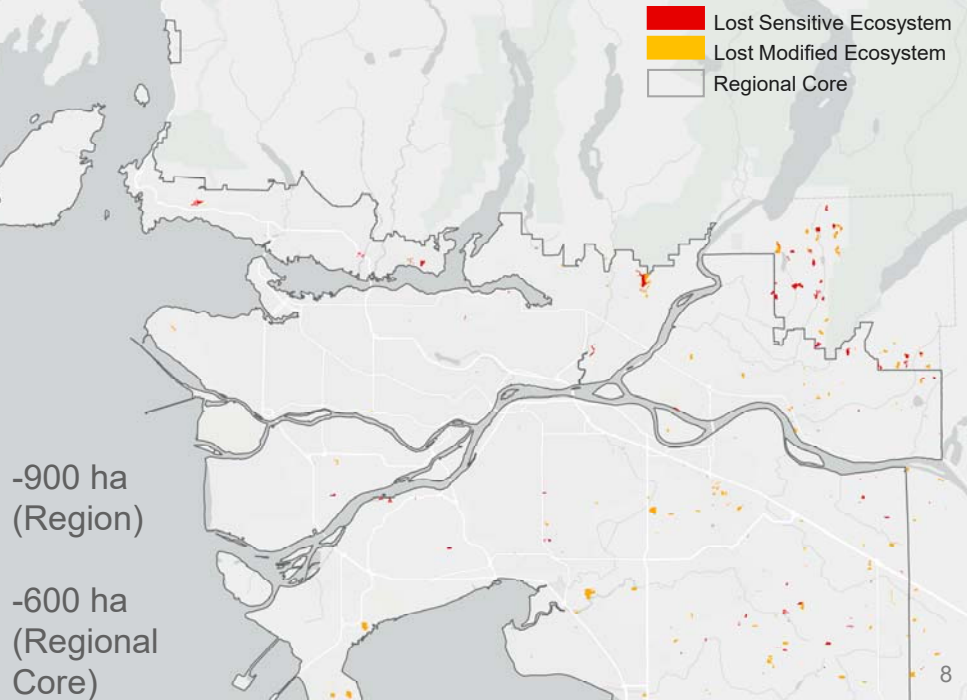 Lost Sensitive Ecosystem
Lost Modified Ecosystem
Regional Core
-900 ha
(Region)
-600 ha
(Regional
Core)
8